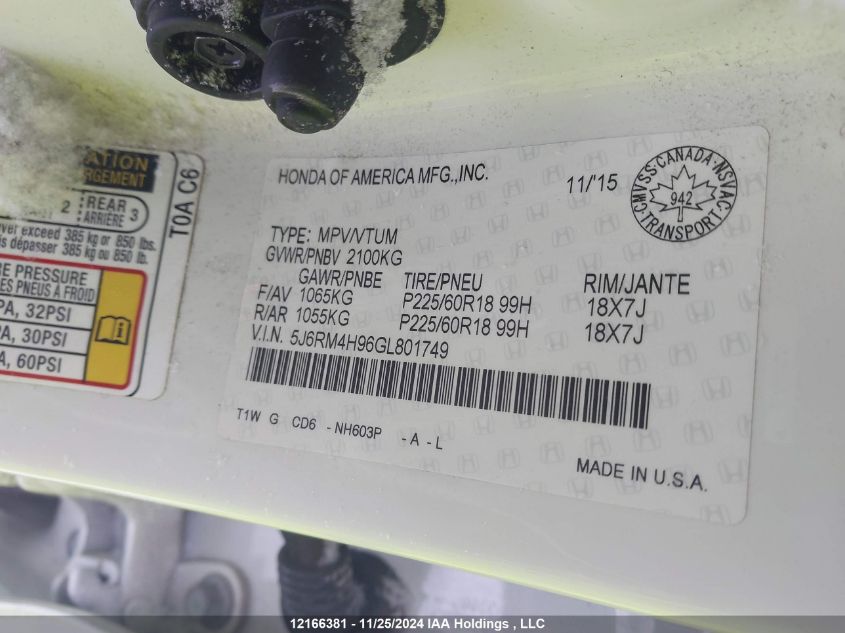 ATION
RGEMENT
2 REAR 3
ARRIÈRE
ver exceed 385 kg or 850 lbs.
is dépasser 385 kg ou 850 lb.
RE PRESSURE
ES PNEUS À FROID
PA, 32PSI
PA, 30PSI
A, 60PSI
T0A C6
HONDA OF AMERICA MFG.,INC.
11/'15
CMVSS·CANADA·NSVAC
942
TRANSPORT
TYPE: MPV/VTUM
GVWR/PNBV 2100KG
GAWR/PNBE TIRE/PNEU RIM/JANTE
F/AV 1065KG P225/60R18 99H 18X7J
R/AR 1055KG P225/60R18 99H 18X7J
V.I.N. 5J6RM4H96GL801749
T1W G CD6 -NH603P -A-L
MADE IN U.S.A.
12166381 - 11/25/2024 IAA Holdings , LLC